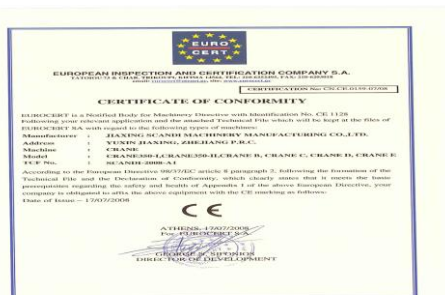 EURO
CERT
EUROPEAN INSPECTION AND CERTIFICATION COMPANY S.A.
CERTIFICATION No: CN.CE.0159-07/08
CERTIFICATE OF CONFORMITY
EUROCERT is a Notified Body for Machinery Directive with Identification No. CE 1128
Following your relevant application and the attached Technical File which will be kept at the files of
EUROCERT SA with regard to the following types of machines:
Manufacturer : JIAXING SCANDI MACHINERY MANUFACTURING CO.,LTD.
Address : YUXIN JIAXING, ZHEJIANG P.R.C.
Machine : CRANE
Model : CRANE350-I,CRANE350-II,CRANE B, CRANE C, CRANE D, CRANE E
TCF No. : SCANDI-2008-A1
According to the European Directive 98/37/EC article 8 paragraph 2, following the formation of the
Technical File and the Declaration of Conformity, which clearly states that it meets the basic
prerequisites regarding the safety and health of Appendix I of the above European Directive, your
company is obligated to affix the above equipment with the CE marking as follows:
Date of Issue – 17/07/2008
CE
ATHENS, 17/07/2008
For EUROCERT S.A.
DIRECTOR OF DEVELOPMENT